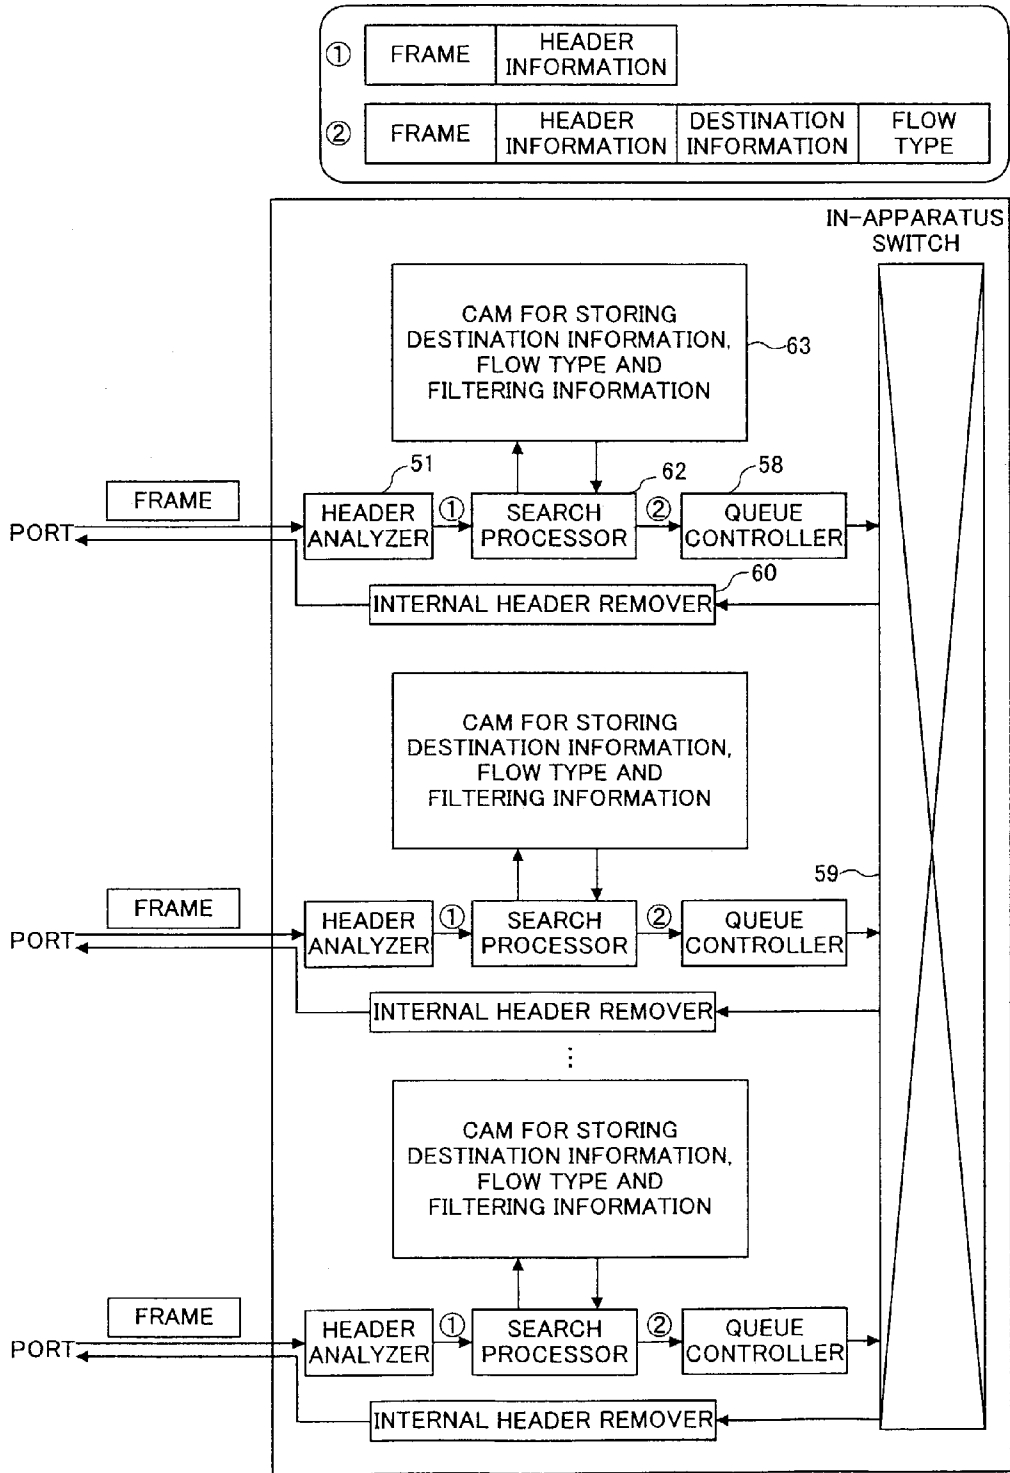 ① FRAME HEADER INFORMATION
② FRAME HEADER INFORMATION DESTINATION INFORMATION FLOW TYPE
IN-APPARATUS
SWITCH
CAM FOR STORING
DESTINATION INFORMATION,
FLOW TYPE AND
FILTERING INFORMATION
63
51
62
58
FRAME
PORT
HEADER
ANALYZER
①
SEARCH
PROCESSOR
②
QUEUE
CONTROLLER
60
INTERNAL HEADER REMOVER
CAM FOR STORING
DESTINATION INFORMATION,
FLOW TYPE AND
FILTERING INFORMATION
59
FRAME
PORT
HEADER
ANALYZER
①
SEARCH
PROCESSOR
②
QUEUE
CONTROLLER
INTERNAL HEADER REMOVER
⋮
CAM FOR STORING
DESTINATION INFORMATION,
FLOW TYPE AND
FILTERING INFORMATION
FRAME
PORT
HEADER
ANALYZER
①
SEARCH
PROCESSOR
②
QUEUE
CONTROLLER
INTERNAL HEADER REMOVER